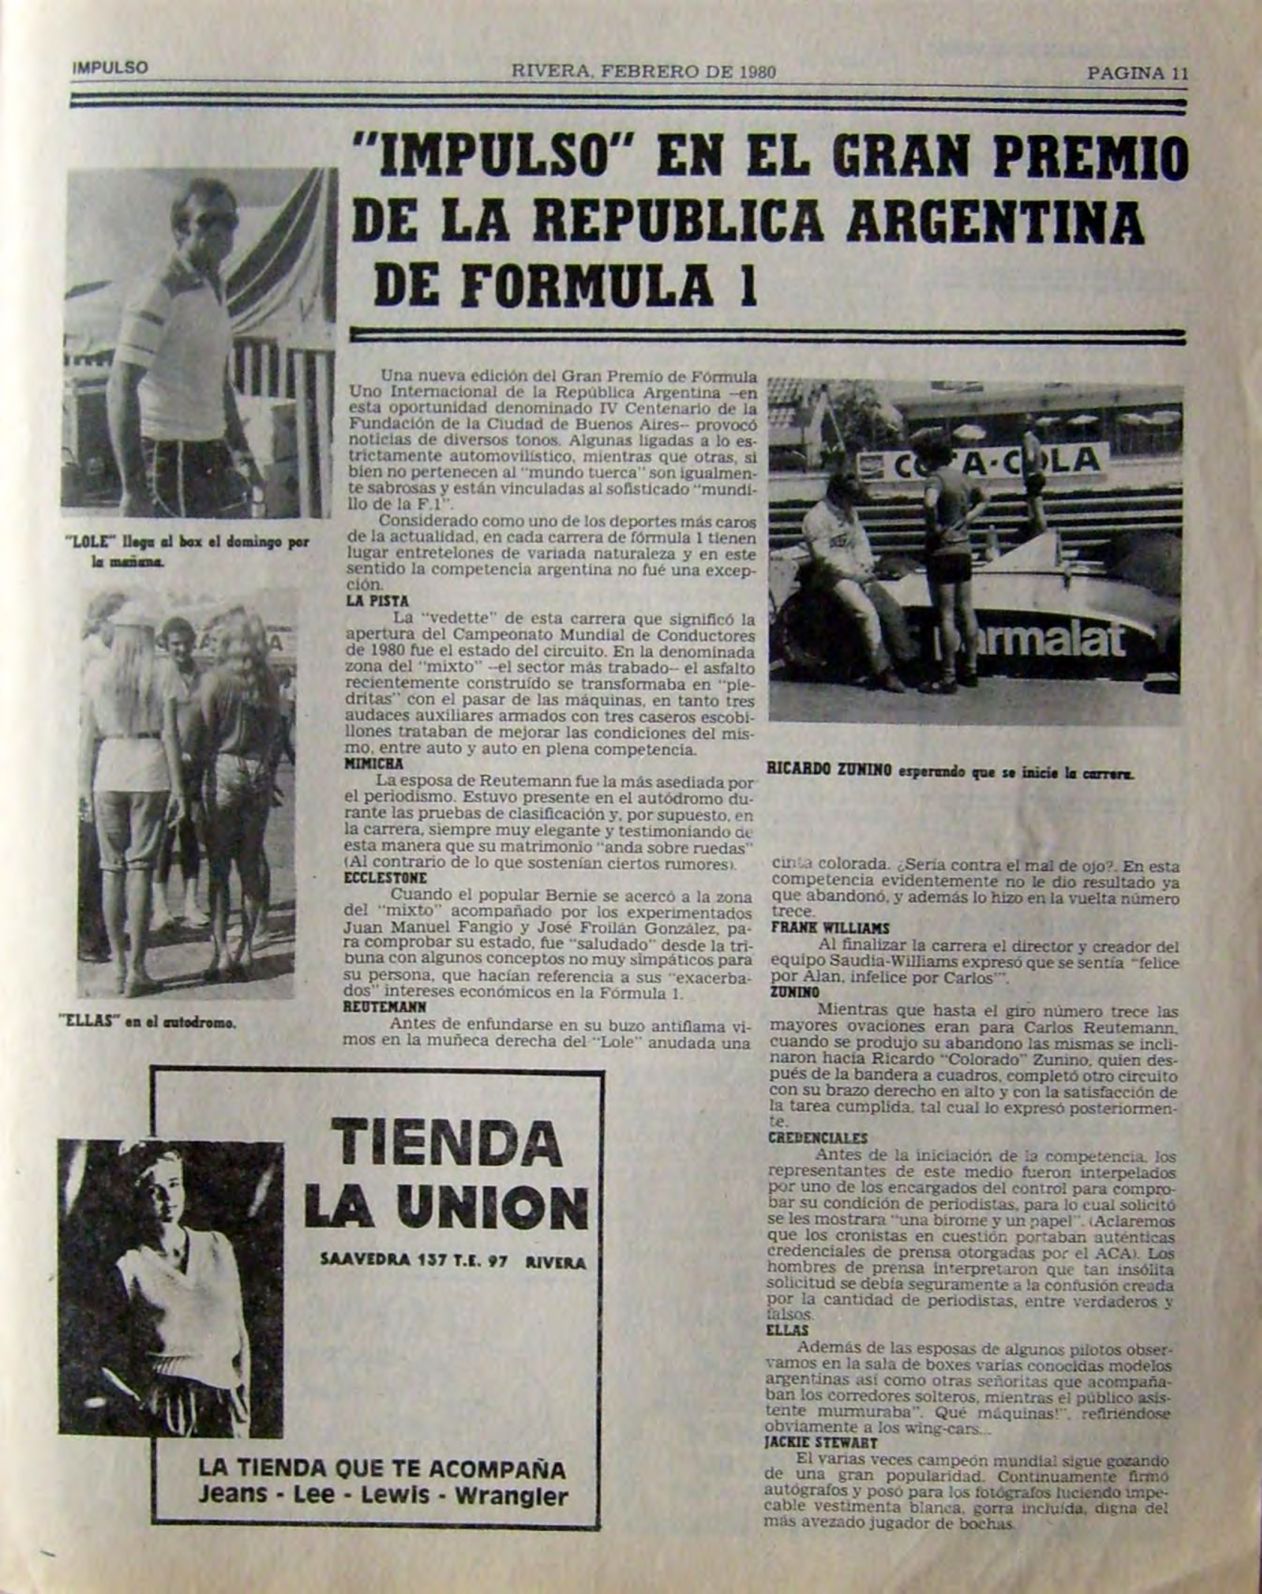 IMPULSO
RIVERA, FEBRERO DE 1980
PAGINA 11
"IMPULSO" EN EL GRAN PREMIO
DE LA REPUBLICA ARGENTINA
DE FORMULA 1
"LOLE" llega al box el domingo por
la mañana.
"ELLAS" en el autodromo.
Una nueva edición del Gran Premio de Fórmula
Uno Internacional de la República Argentina --en
esta oportunidad denominado IV Centenario de la
Fundación de la Ciudad de Buenos Aires-- provocó
noticias de diversos tonos. Algunas ligadas a lo es-
trictamente automovilístico, mientras que otras, si
bien no pertenecen al "mundo tuerca" son igualmen-
te sabrosas y están vinculadas al sofisticado "mundi-
llo de la F.1".
Considerado como uno de los deportes más caros
de la actualidad, en cada carrera de fórmula 1 tienen
lugar entretelones de variada naturaleza y en este
sentido la competencia argentina no fué una excep-
ción.
LA PISTA
La "vedette" de esta carrera que significó la
apertura del Campeonato Mundial de Conductores
de 1980 fue el estado del circuito. En la denominada
zona del "mixto" --el sector más trabado-- el asfalto
recientemente construído se transformaba en "pie-
dritas" con el pasar de las máquinas, en tanto tres
audaces auxiliares armados con tres caseros escobi-
llones trataban de mejorar las condiciones del mis-
mo, entre auto y auto en plena competencia.
MIMICHA
La esposa de Reutemann fue la más asediada por
el periodismo. Estuvo presente en el autódromo du-
rante las pruebas de clasificación y, por supuesto, en
la carrera, siempre muy elegante y testimoniando de
esta manera que su matrimonio "anda sobre ruedas"
(Al contrario de lo que sostenían ciertos rumores).
ECCLESTONE
Cuando el popular Bernie se acercó a la zona
del "mixto" acompañado por los experimentados
Juan Manuel Fangio y José Froilán González, pa-
ra comprobar su estado, fue "saludado" desde la tri-
buna con algunos conceptos no muy simpáticos para
su persona, que hacían referencia a sus "exacerba-
dos" intereses económicos en la Fórmula 1.
REUTEMANN
Antes de enfundarse en su buzo antiflama vi-
mos en la muñeca derecha del "Lole" anudada una
COCA-COLA
parmalat
RICARDO ZUNINO esperando que se inicie la carrera.
cinta colorada. ¿Sería contra el mal de ojo?. En esta
competencia evidentemente no le dio resultado ya
que abandonó, y además lo hizo en la vuelta número
trece.
FRANK WILLIAMS
Al finalizar la carrera el director y creador del
equipo Saudia-Williams expresó que se sentía "felice
por Alan, infelice por Carlos".
ZUNINO
Mientras que hasta el giro número trece las
mayores ovaciones eran para Carlos Reutemann,
cuando se produjo su abandono las mismas se incli-
naron hacia Ricardo "Colorado" Zunino, quien des-
pués de la bandera a cuadros, completó otro circuito
con su brazo derecho en alto y con la satisfacción de
la tarea cumplida, tal cual lo expresó posteriormen-
te.
CREDENCIALES
Antes de la iniciación de la competencia, los
representantes de este medio fueron interpelados
por uno de los encargados del control para compro-
bar su condición de periodistas, para lo cual solicitó
se les mostrara "una birome y un papel". (Aclaremos
que los cronistas en cuestión portaban auténticas
credenciales de prensa otorgadas por el ACA). Los
hombres de prensa interpretaron que tan insólita
solicitud se debía seguramente a la confusión creada
por la cantidad de periodistas, entre verdaderos y
falsos.
ELLAS
Además de las esposas de algunos pilotos obser-
vamos en la sala de boxes varias conocidas modelos
argentinas así como otras señoritas que acompaña-
ban los corredores solteros, mientras el público asis-
tente murmuraba". Qué máquinas!", refiriéndose
obviamente a los wing-cars...
JACKIE STEWART
El varias veces campeón mundial sigue gozando
de una gran popularidad. Continuamente firmó
autógrafos y posó para los fotógrafos luciendo impe-
cable vestimenta blanca, gorra incluida, digna del
más avezado jugador de bochas.
TIENDA
LA UNION
SAAVEDRA 137 T.E. 97 RIVERA
LA TIENDA QUE TE ACOMPAÑA
Jeans - Lee - Lewis - Wrangler